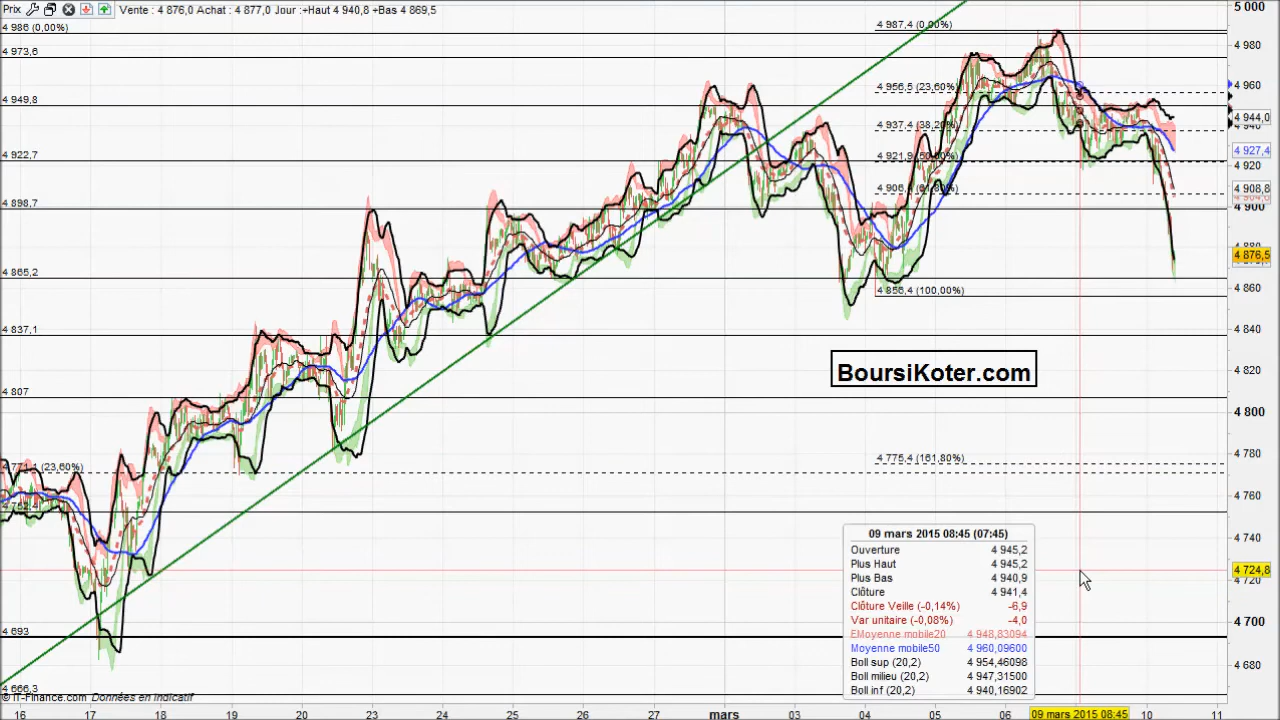 Prix Vente : 4 876,0 Achat : 4 877,0 Jour : +Haut 4 940,8 +Bas 4 869,5
5 000
4 986 (0,00%)
4 987,4 (0,00%)
4 980
4 973,6
4 960
4 956,5 (23,60%)
4 949,8
4 944,0
4 937,4 (38,20%)
4 927,4
4 922,7
4 921,9 (50,00%)
4 920
4 908,8
4 898,7
4 900
4 876,5
4 865,2
4 860
4 856,4 (100,00%)
4 837,1
4 840
4 820
BoursiKoter.com
4 807
4 800
4 780
4 775,4 (161,80%)
4 771,1 (23,60%)
4 760
4 752,4
4 740
09 mars 2015 08:45 (07:45)
Ouverture 4 945,2
Plus Haut 4 945,2
4 724,8
Plus Bas 4 940,9
4 720
Clôture 4 941,4
Clôture Veille (-0,14%) -6,9
Var unitaire (-0,08%) -4,0
4 700
4 693
EMoyenne mobile20 4 948,83094
Moyenne mobile50 4 960,09600
Boll sup (20,2) 4 954,46098
4 680
Boll milieu (20,2) 4 947,31500
4 666,3
Boll inf (20,2) 4 940,16902
© IT-Finance.com Données en indicatif
16 17 18 19 20 23 24 25 26 27 mars 03 04 05 06 09 mars 2015 08:45 10 11